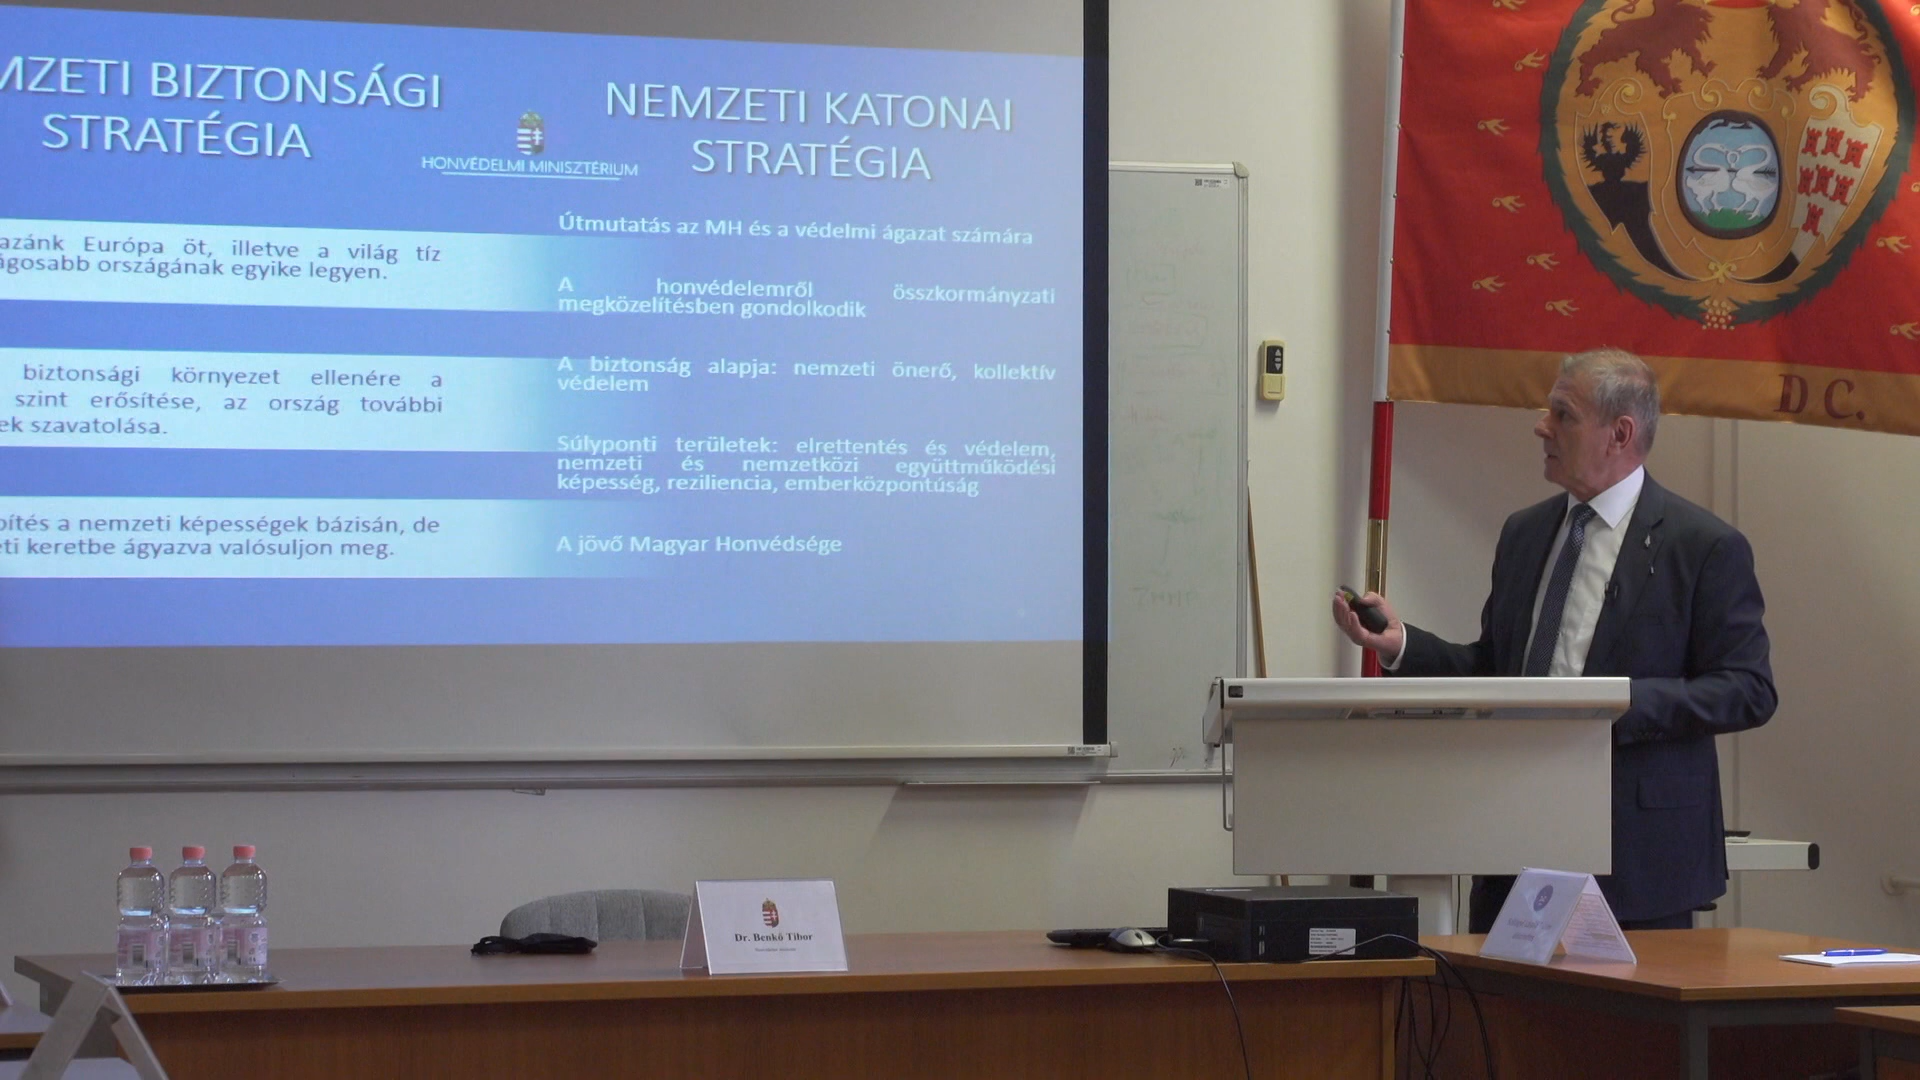 MZETI BIZTONSÁGI
STRATÉGIA
HONVÉDELMI MINISZTÉRIUM
NEMZETI KATONAI
STRATÉGIA
azánk Európa öt, illetve a világ tíz
ágosabb országának egyike legyen.
biztonsági környezet ellenére a
szint erősítése, az ország további
ek szavatolása.
pítés a nemzeti képességek bázisán, de
eti keretbe ágyazva valósuljon meg.
Útmutatás az MH és a védelmi ágazat számára
A honvédelemről összkormányzati
megközelítésben gondolkodik
A biztonság alapja: nemzeti önerő, kollektív
védelem
Súlyponti területek: elrettentés és védelem,
nemzeti és nemzetközi együttműködési
képesség, reziliencia, emberközpontúság
A jövő Magyar Honvédsége
D C.
Dr. Benkő Tibor